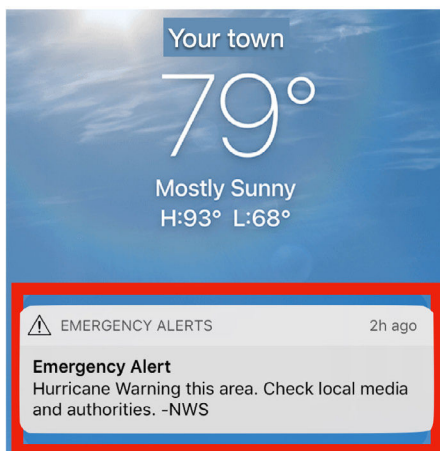 Your town
79°
Mostly Sunny
H:93° L:68°
EMERGENCY ALERTS 2h ago
Emergency Alert
Hurricane Warning this area. Check local media
and authorities. -NWS